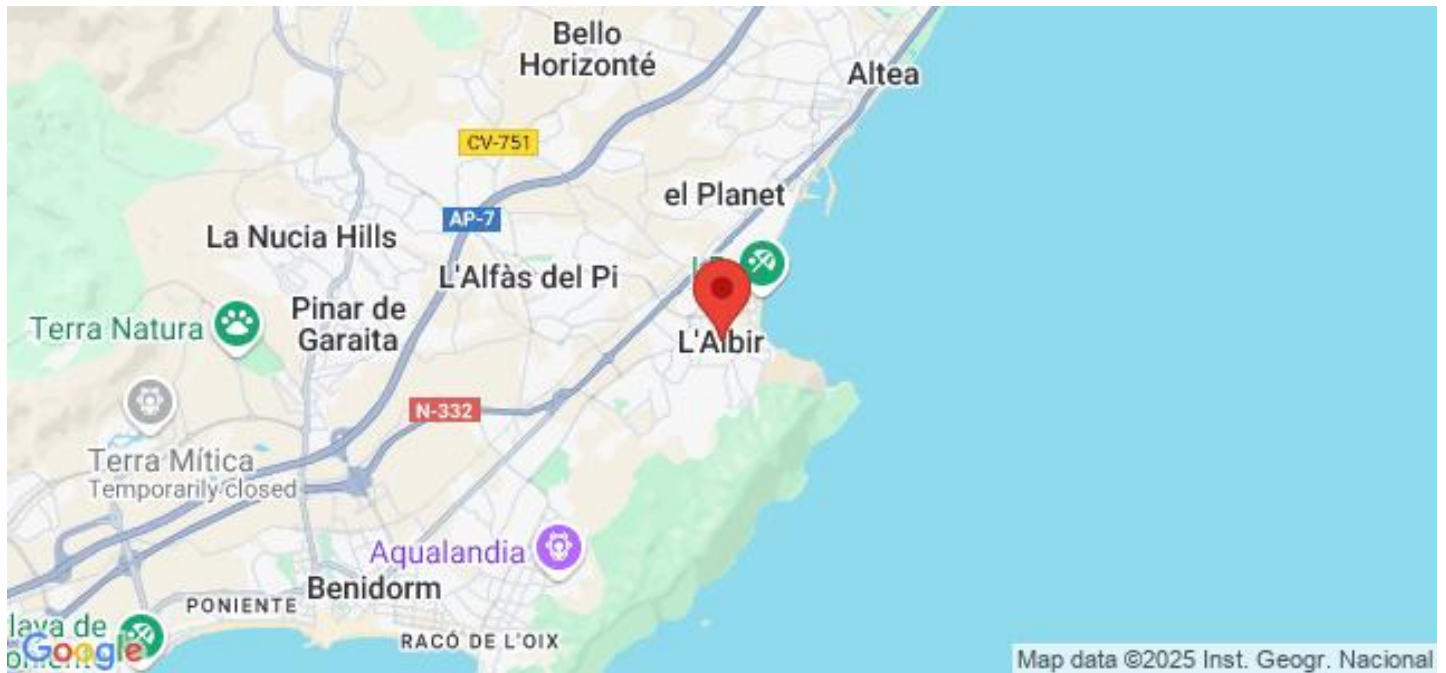 Bello
Horizonté
Altea
CV-751
el Planet
AP-7
La Nucia Hills
L'Alfàs del Pi
Pinar de
Garaita
Terra Natura
L'Albir
N-332
Terra Mítica
Temporarily closed
Aqualandia
Benidorm
PONIENTE
RACÓ DE L'OIX
laya de
Google
Map data ©2025 Inst. Geogr. Nacional